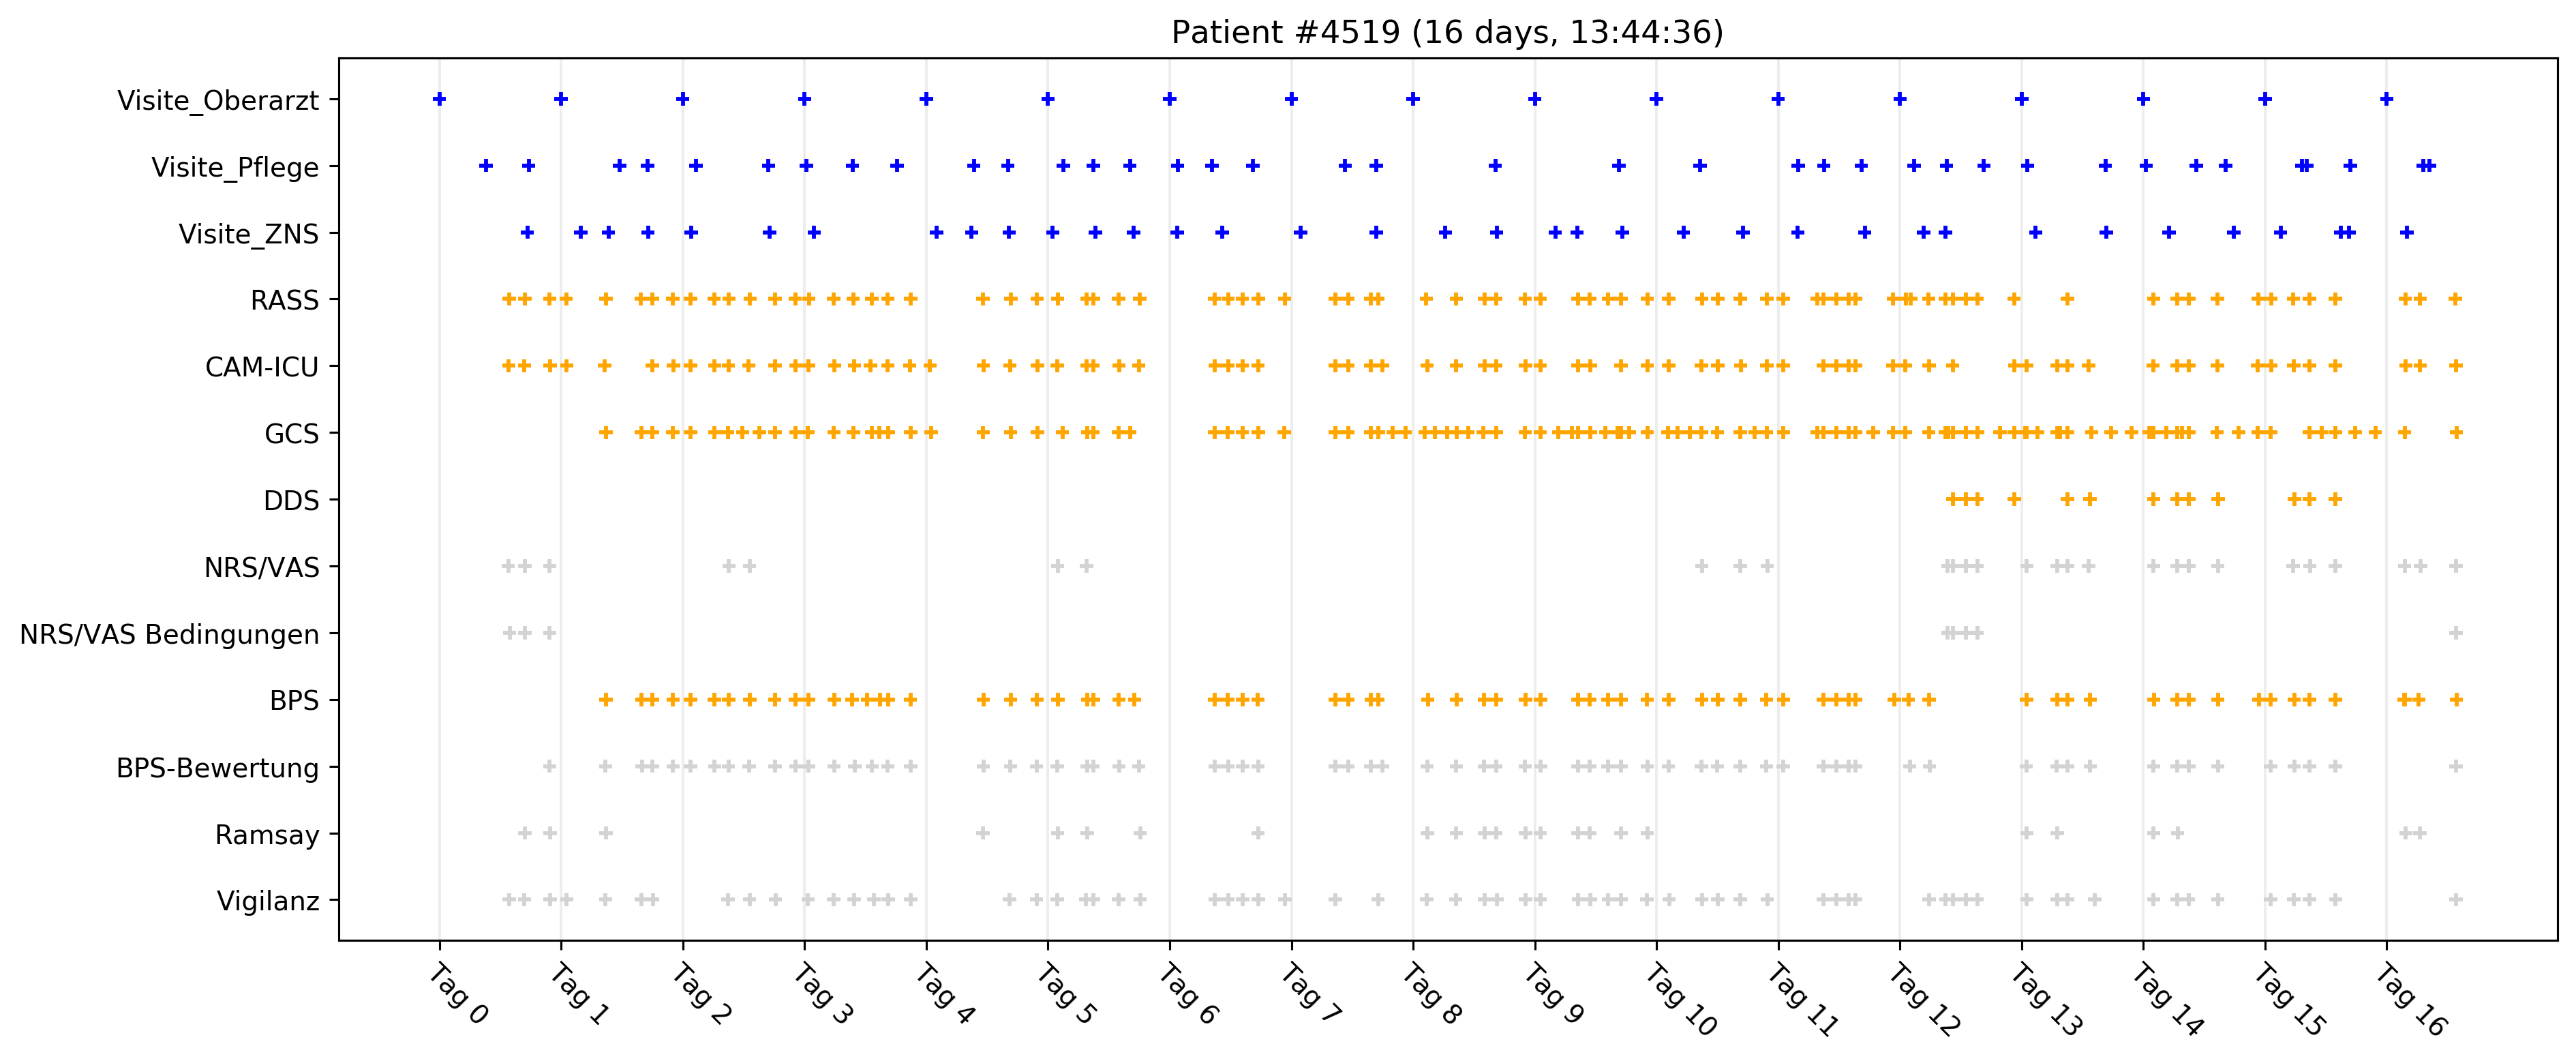 Patient #4519 (16 days, 13:44:36)
Visite_Oberarzt
Visite_Pflege
Visite_ZNS
RASS
CAM-ICU
GCS
DDS
NRS/VAS
NRS/VAS Bedingungen
BPS
BPS-Bewertung
Ramsay
Vigilanz
Tag 0
Tag 1
Tag 2
Tag 3
Tag 4
Tag 5
Tag 6
Tag 7
Tag 8
Tag 9
Tag 10
Tag 11
Tag 12
Tag 13
Tag 14
Tag 15
Tag 16